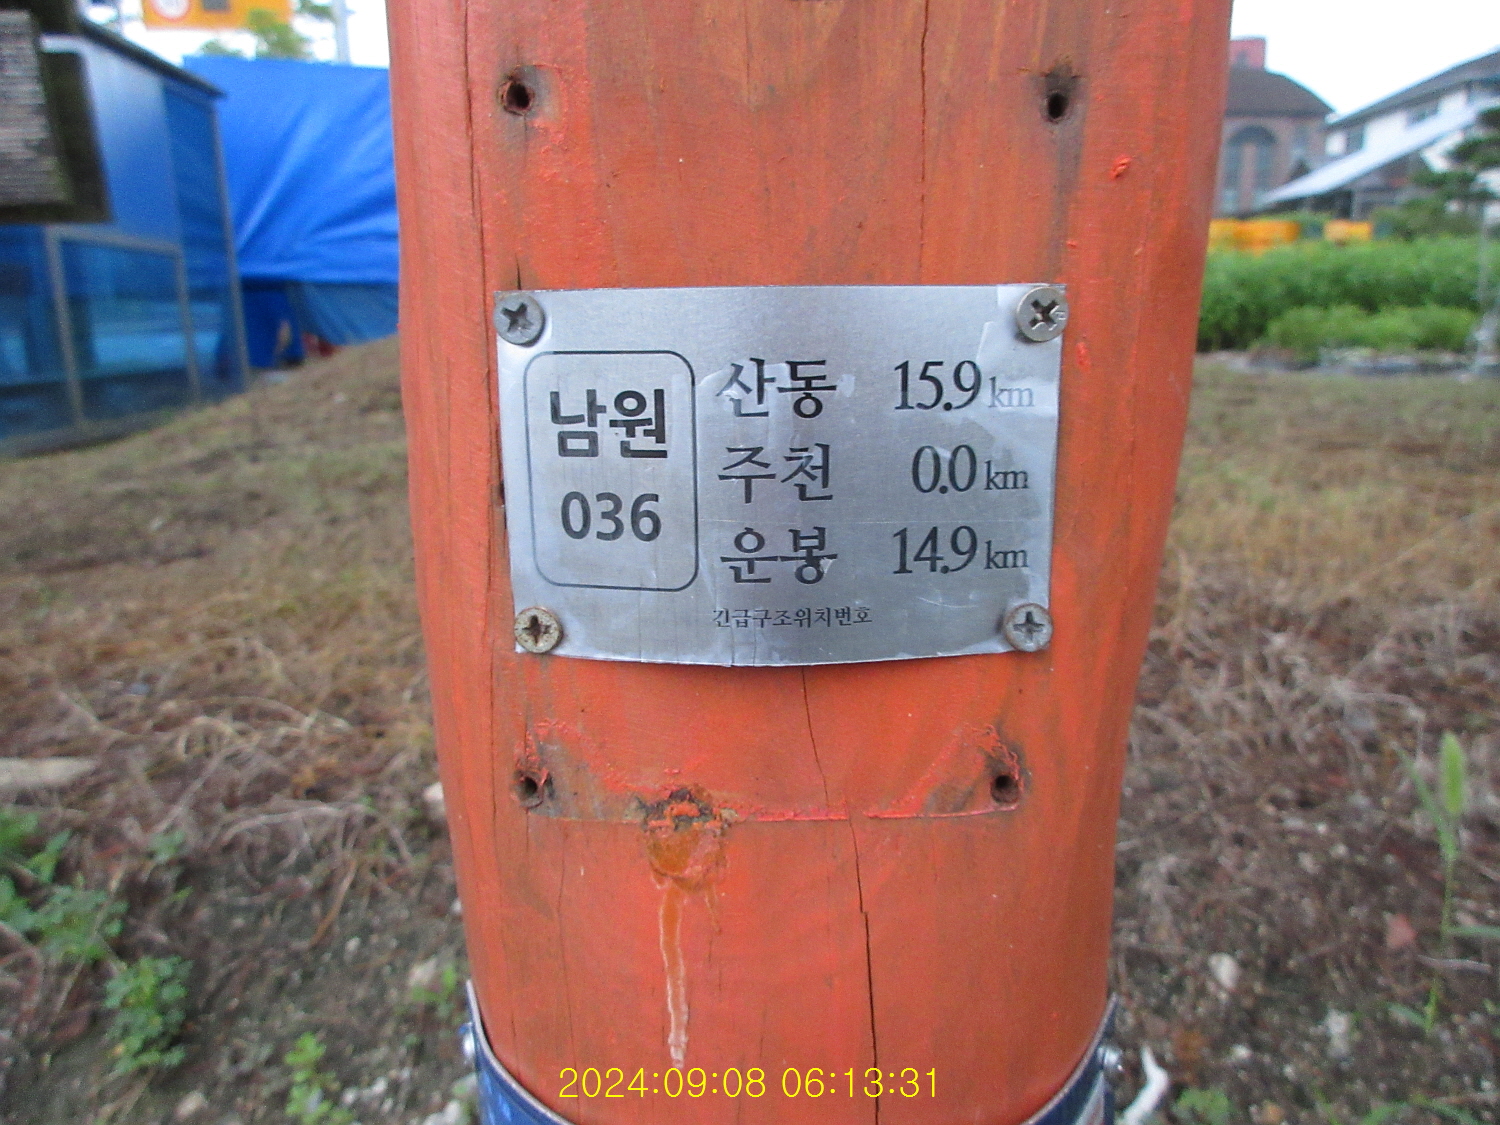 남원
036
산동 15.9 km
주천 0.0 km
운봉 14.9 km
긴급구조위치번호
2024:09:08 06:13:31